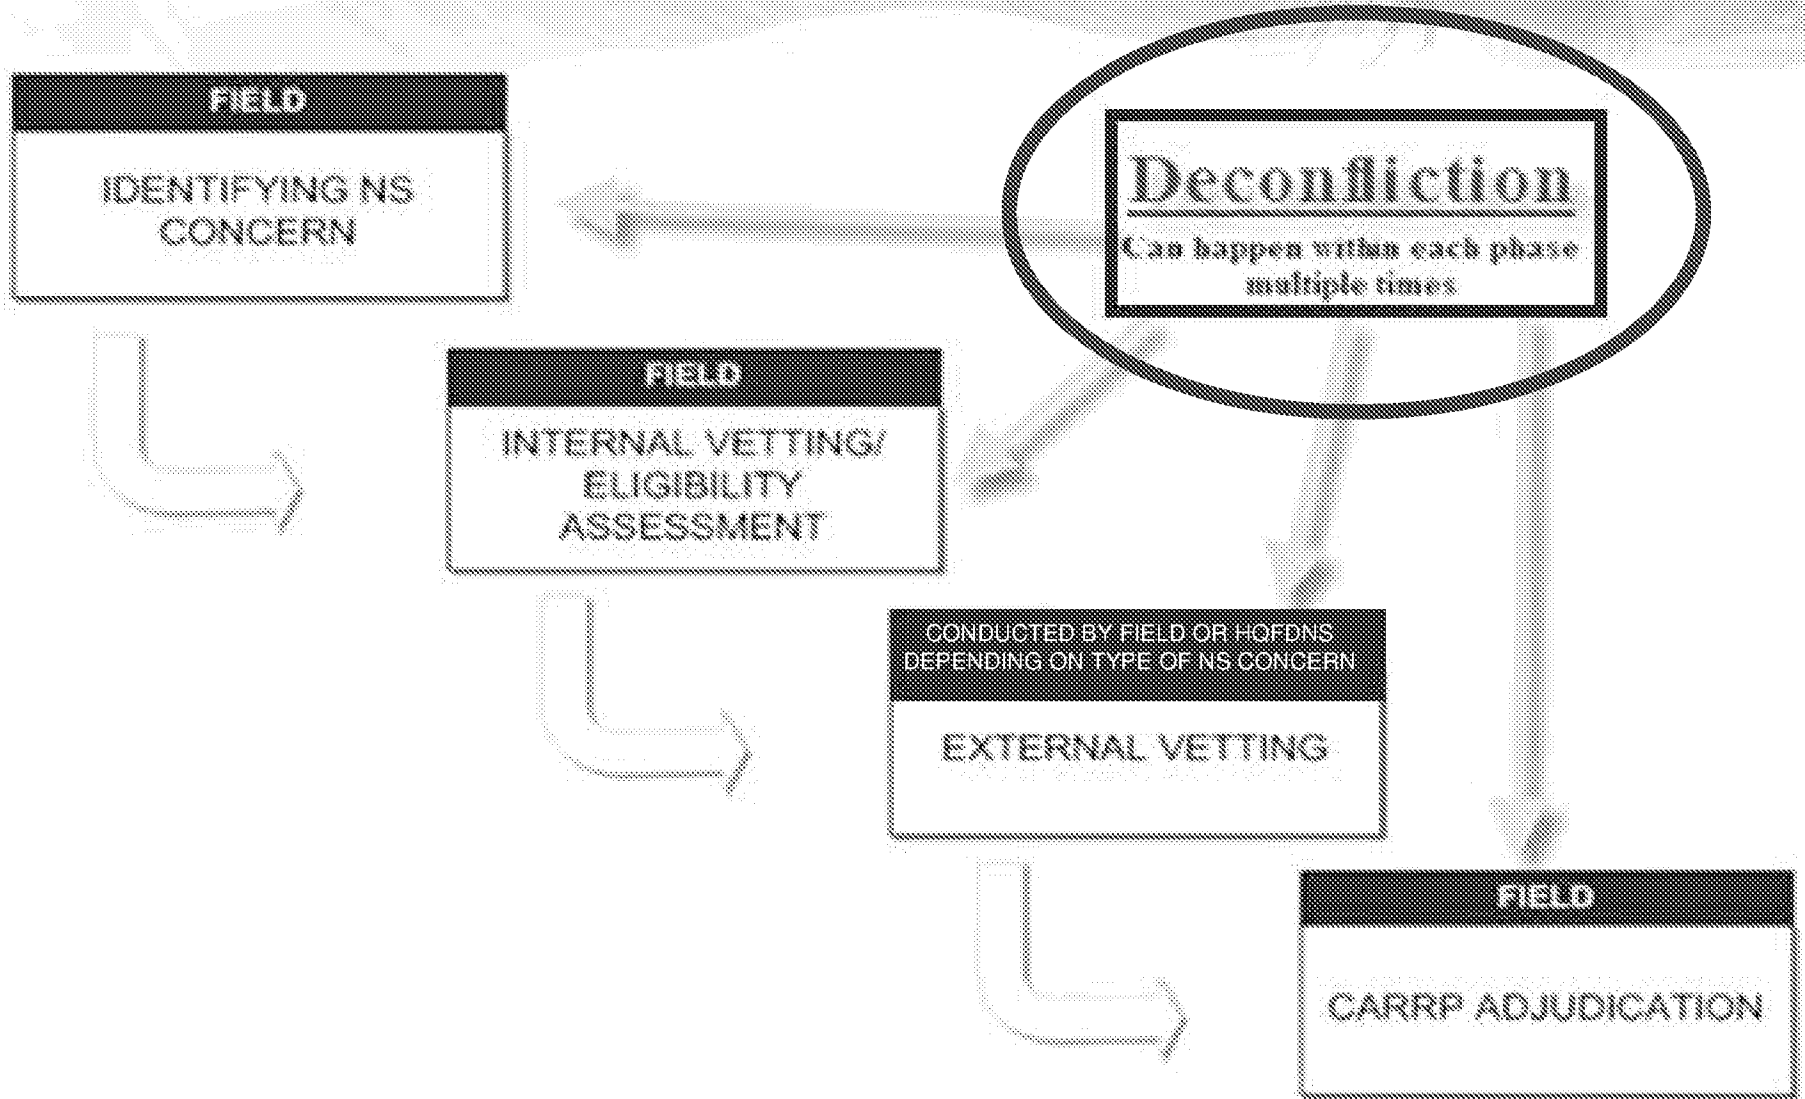 FIELD
IDENTIFYING NS
CONCERN
Deconfliction
Can happen within each phase
multiple times
FIELD
INTERNAL VETTING/
ELIGIBILITY
ASSESSMENT
CONDUCTED BY FIELD OR HQFDNS
DEPENDING ON TYPE OF NS CONCERN
EXTERNAL VETTING
FIELD
CARRP ADJUDICATION